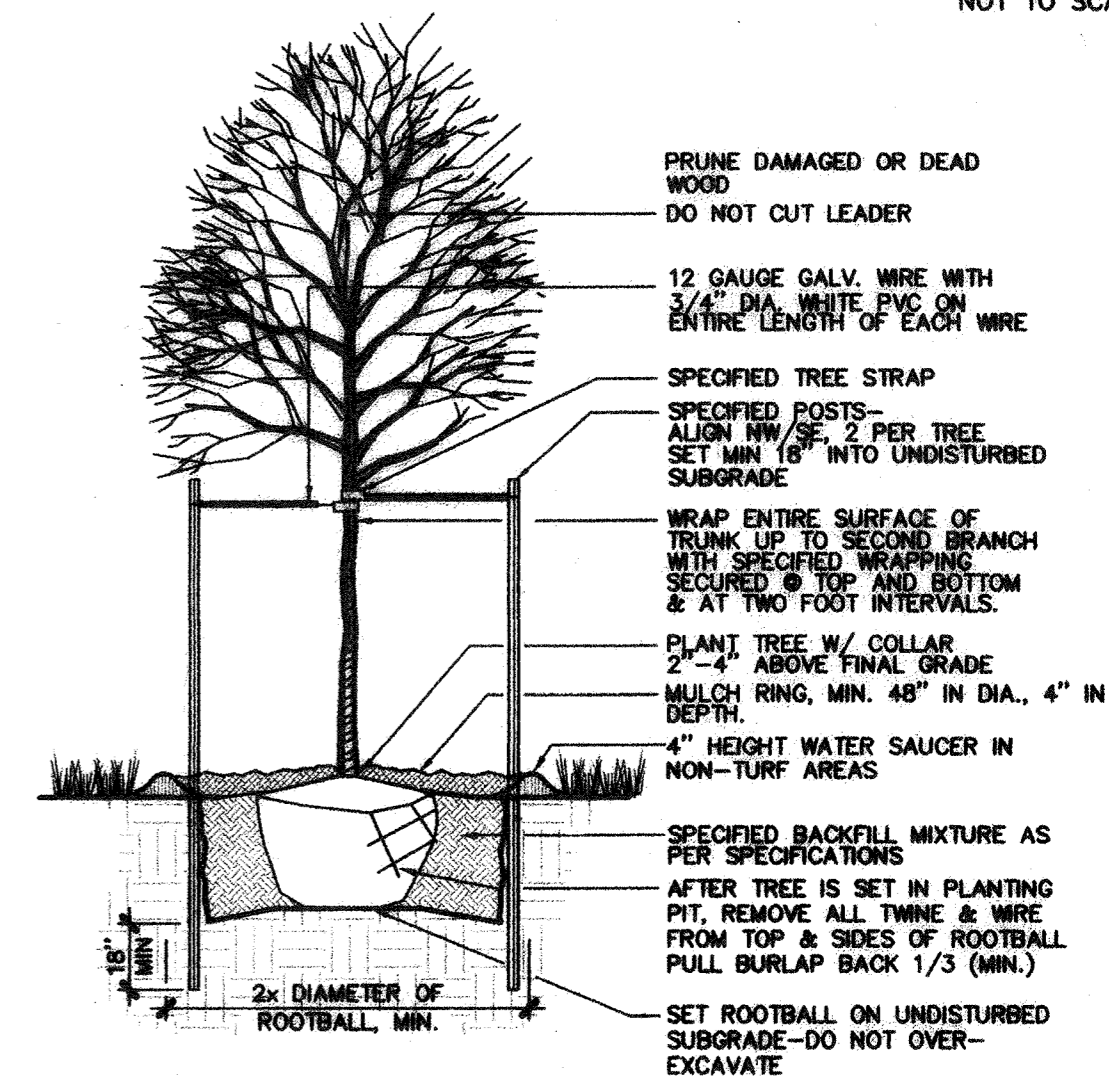 NOT TO SCA
PRUNE DAMAGED OR DEAD
WOOD
DO NOT CUT LEADER
12 GAUGE GALV. WIRE WITH
3/4" DIA. WHITE PVC ON
ENTIRE LENGTH OF EACH WIRE
SPECIFIED TREE STRAP
SPECIFIED POSTS–
ALIGN NW/SE, 2 PER TREE
SET MIN 18" INTO UNDISTURBED
SUBGRADE
WRAP ENTIRE SURFACE OF
TRUNK UP TO SECOND BRANCH
WITH SPECIFIED WRAPPING
SECURED @ TOP AND BOTTOM
& AT TWO FOOT INTERVALS.
PLANT TREE W/ COLLAR
2"–4" ABOVE FINAL GRADE
MULCH RING, MIN. 48" IN DIA., 4" IN
DEPTH.
4" HEIGHT WATER SAUCER IN
NON–TURF AREAS
SPECIFIED BACKFILL MIXTURE AS
PER SPECIFICATIONS
AFTER TREE IS SET IN PLANTING
PIT, REMOVE ALL TWINE & WIRE
FROM TOP & SIDES OF ROOTBALL
PULL BURLAP BACK 1/3 (MIN.)
SET ROOTBALL ON UNDISTURBED
SUBGRADE–DO NOT OVER–
EXCAVATE
18"
MIN
2x DIAMETER OF
ROOTBALL, MIN.